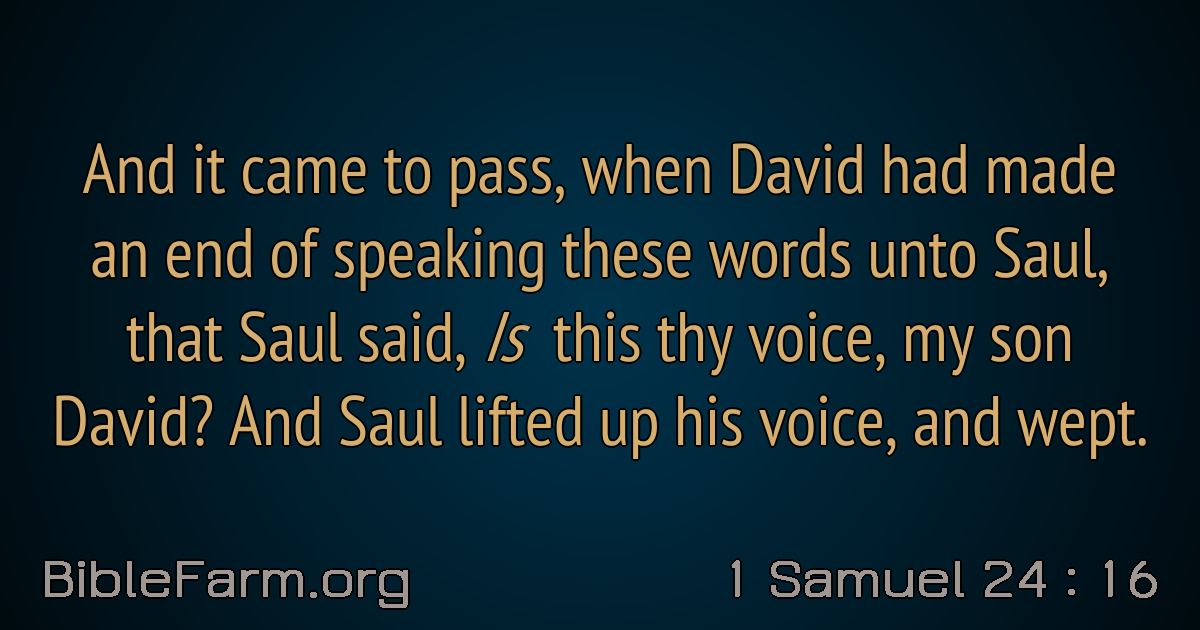 And it came to pass, when David had made
an end of speaking these words unto Saul,
that Saul said, Is this thy voice, my son
David? And Saul lifted up his voice, and wept.
BibleFarm.org
1 Samuel 24 : 16